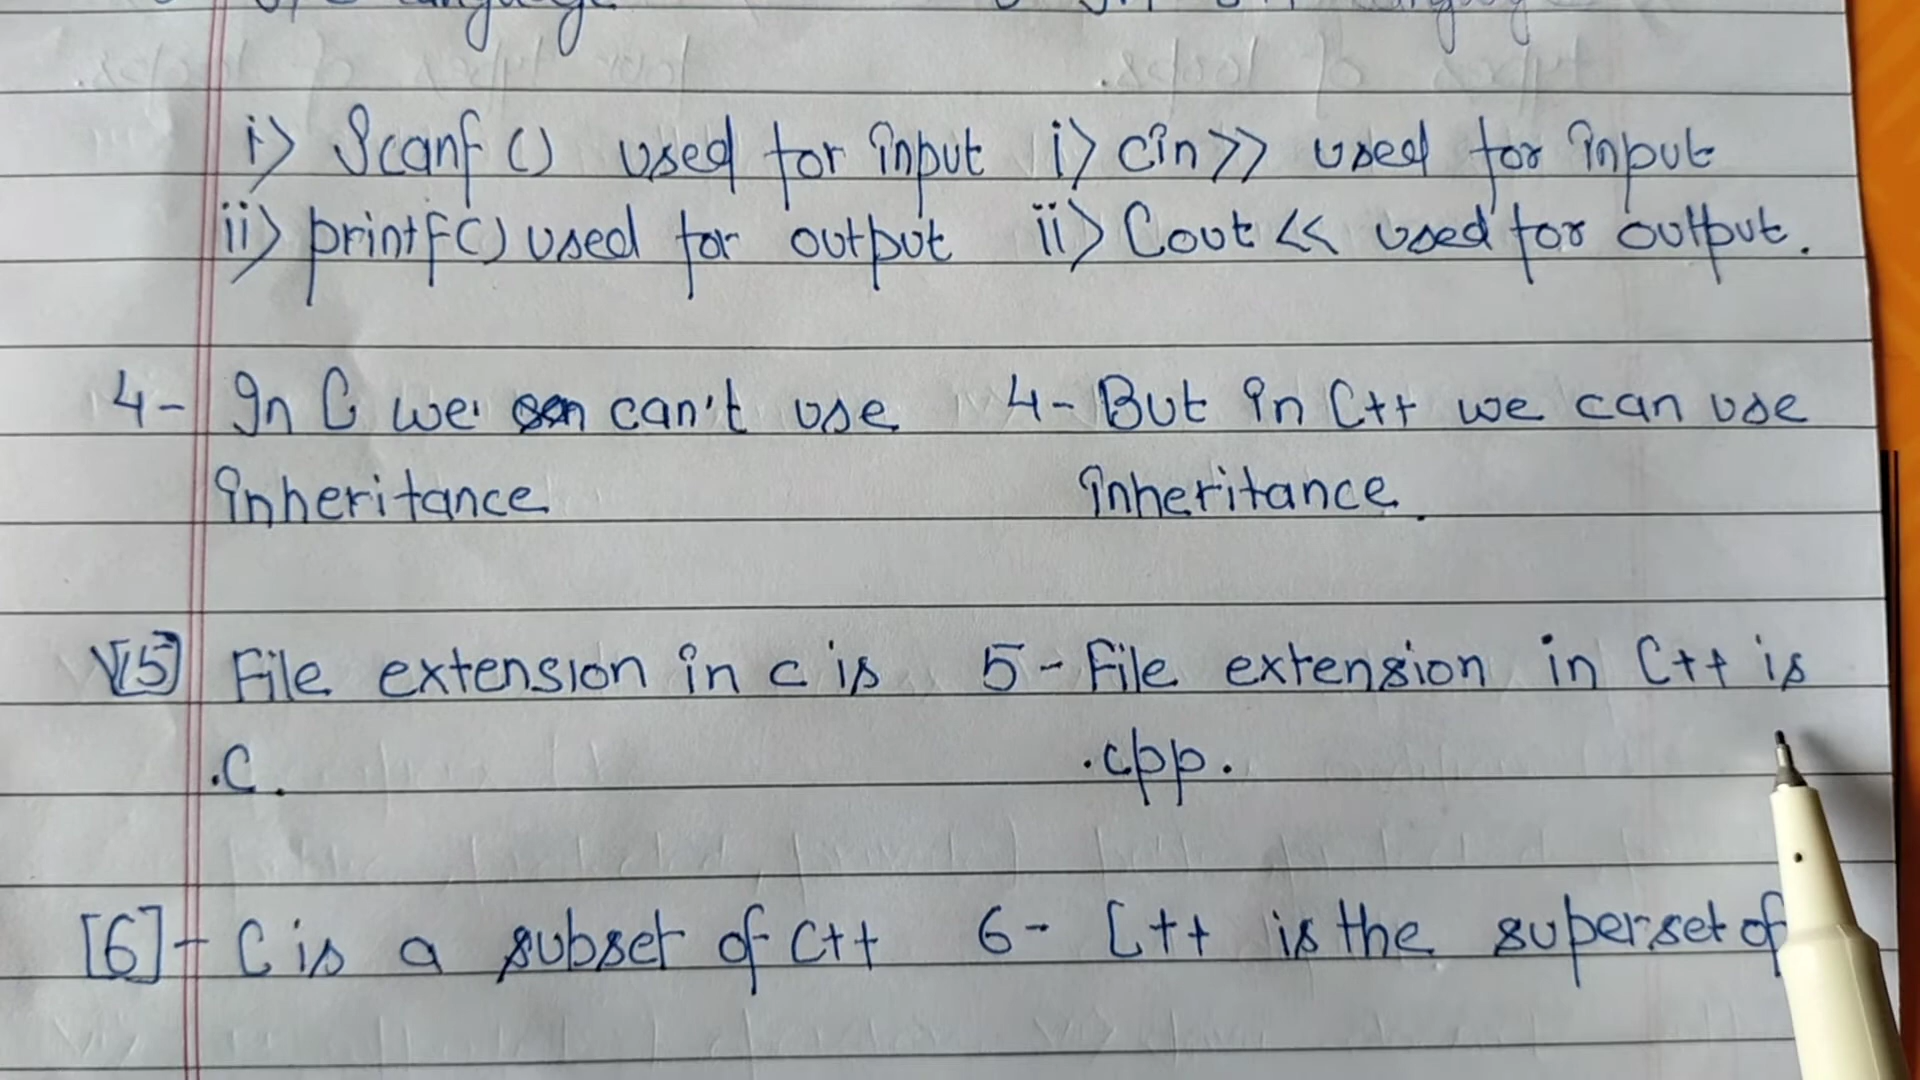 language
i> Scanf() used for input i> cin>> used for input
ii> printf() used for output ii> Cout << used for output.
4- In C we can't use 4- But in C++ we can use
inheritance inheritance.
[5] File extension in c is 5- File extension in C++ is
.C. .cpp.
[6]- C is a subset of C++ 6- C++ is the superset of